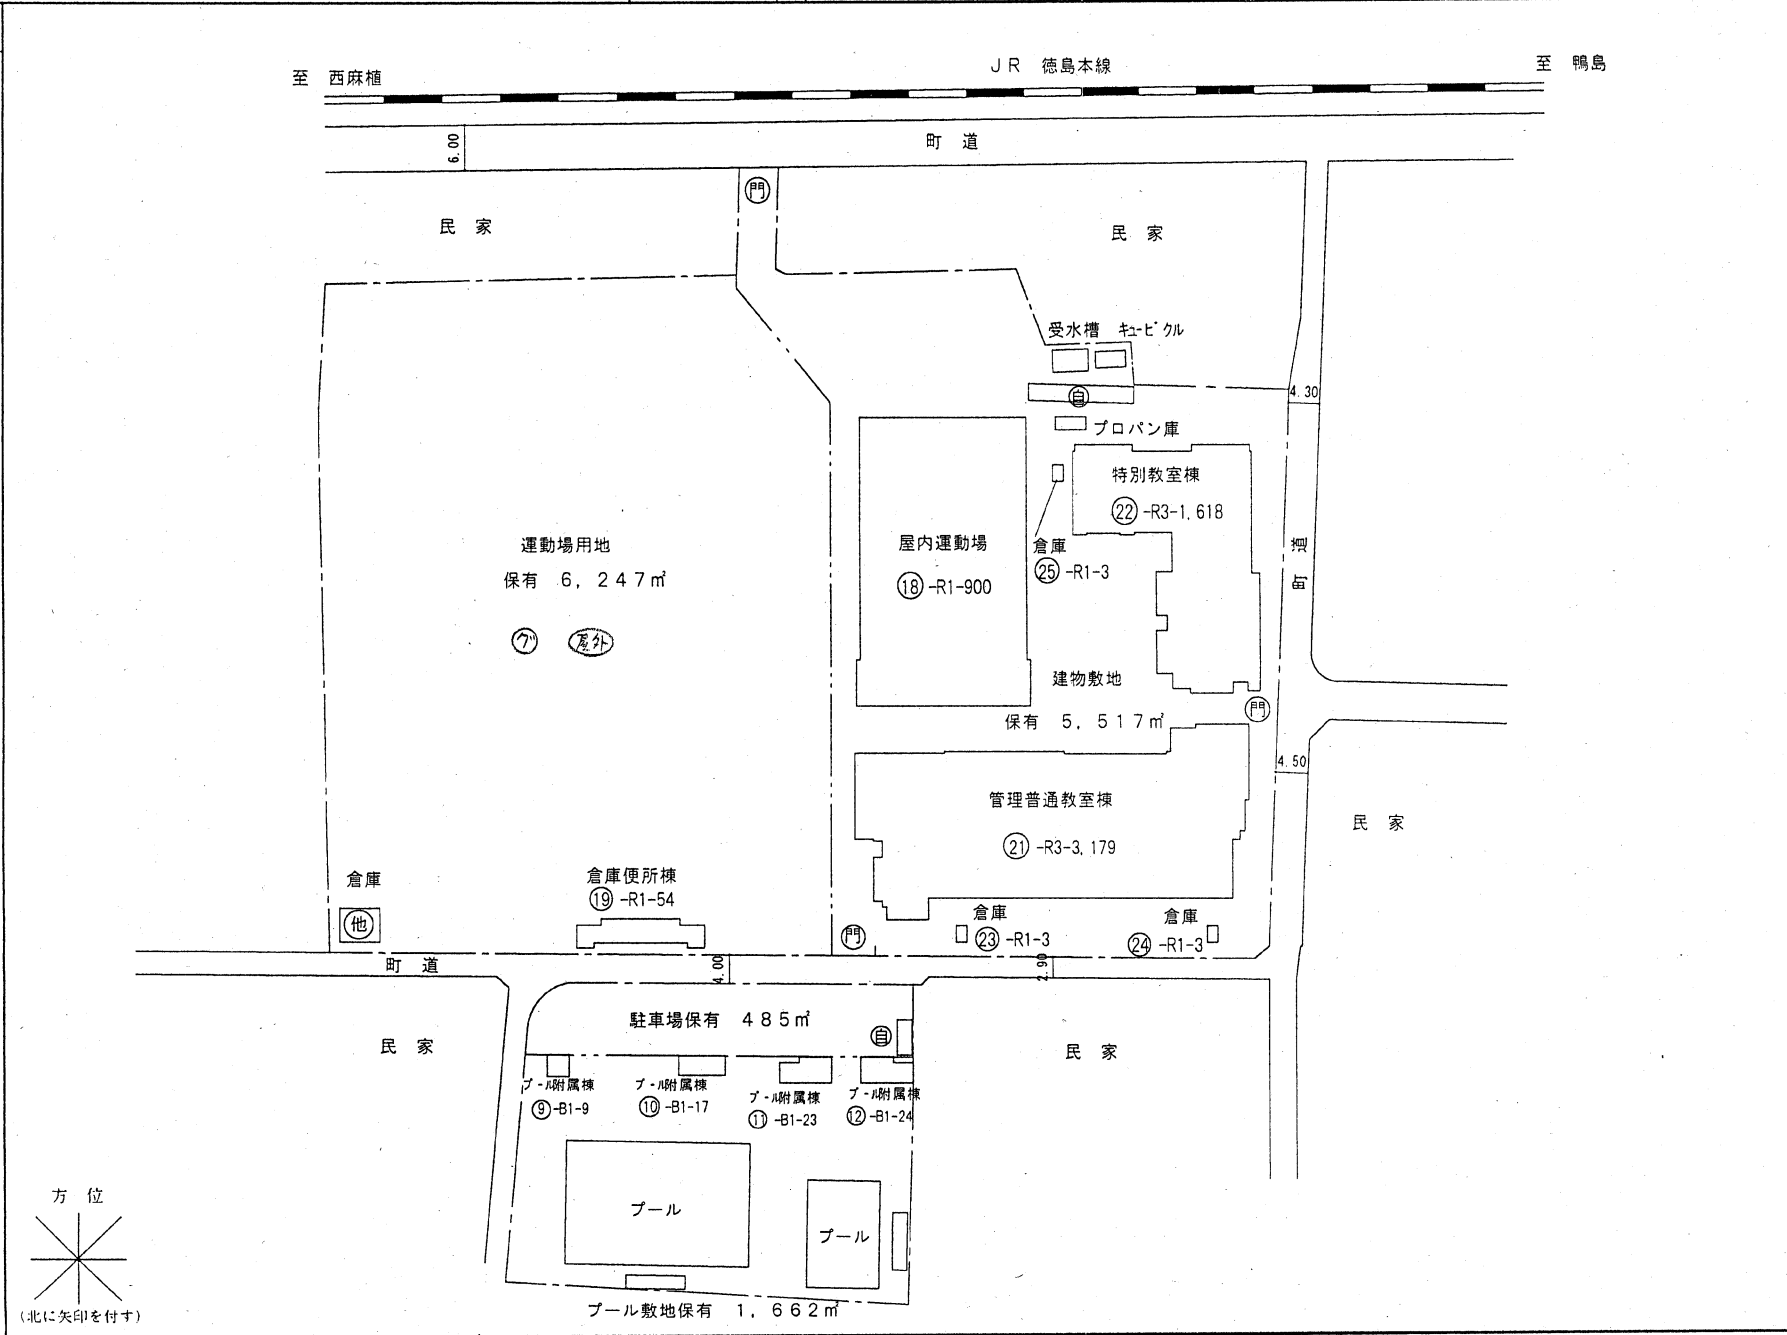 至　西麻植
JR　徳島本線
至　鴨島
町　道
6.00
門
民　家
民　家
受水槽　キュービクル
自
4.30
プロパン庫
特別教室棟
22-R3-1,618
運動場用地
保有　6,247㎡
グ　屋外
屋内運動場
18-R1-900
倉庫
25-R1-3
町　道
建物敷地
保有　5,517㎡
門
4.50
管理普通教室棟
21-R3-3,179
民　家
倉庫
他
倉庫便所棟
19-R1-54
門
倉庫
23-R1-3
倉庫
24-R1-3
町　道
4.00
2.90
駐車場保有　485㎡
自
民　家
民　家
プール附属棟
9-B1-9
プール附属棟
10-B1-17
プール附属棟
11-B1-23
プール附属棟
12-B1-24
プール
プール
プール敷地保有　1,662㎡
方　位
(北に矢印を付す)